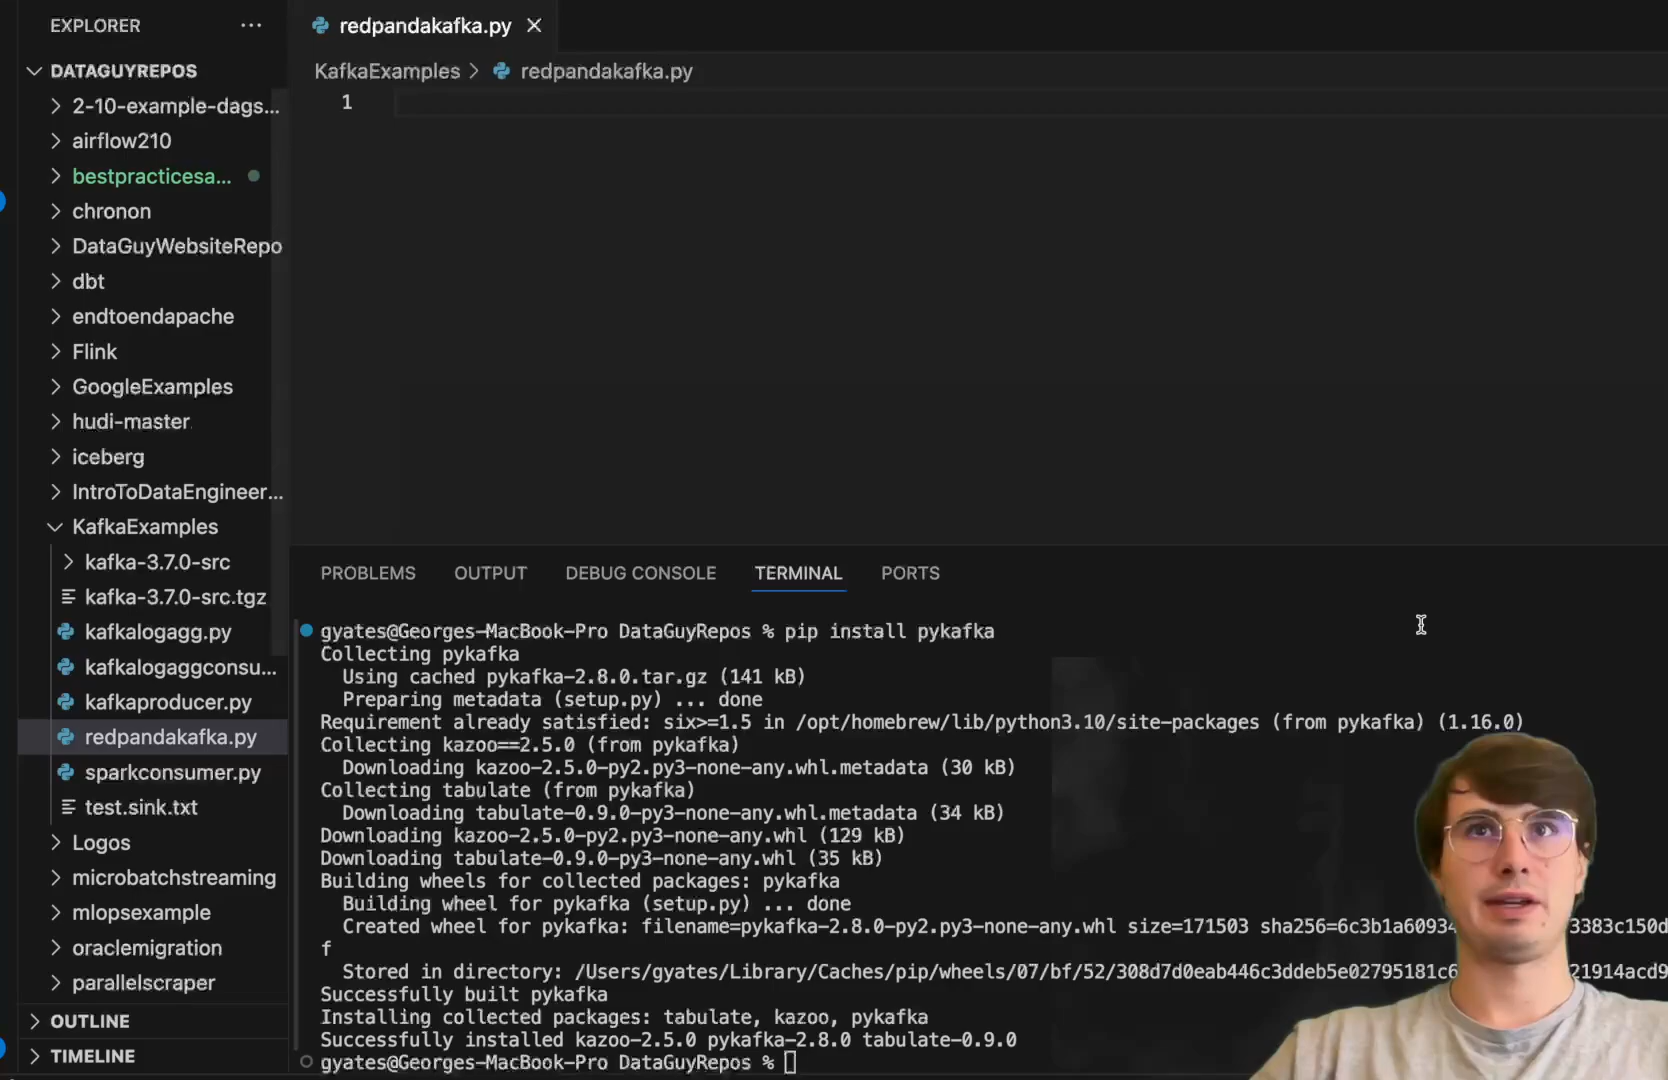 EXPLORER
DATAGUYREPOS
2-10-example-dags...
airflow210
bestpracticesa...
chronon
DataGuyWebsiteRepo
dbt
endtoendapache
Flink
GoogleExamples
hudi-master
iceberg
IntroToDataEngineer...
KafkaExamples
kafka-3.7.0-src
kafka-3.7.0-src.tgz
kafkalogagg.py
kafkalogaggconsu...
kafkaproducer.py
redpandakafka.py
sparkconsumer.py
test.sink.txt
Logos
microbatchstreaming
mlopsexample
oraclemigration
parallelscraper
OUTLINE
TIMELINE
redpandakafka.py
KafkaExamples > redpandakafka.py
1
PROBLEMS OUTPUT DEBUG CONSOLE TERMINAL PORTS
gyates@Georges-MacBook-Pro DataGuyRepos % pip install pykafka
Collecting pykafka
Using cached pykafka-2.8.0.tar.gz (141 kB)
Preparing metadata (setup.py) ... done
Requirement already satisfied: six>=1.5 in /opt/homebrew/lib/python3.10/site-packages (from pykafka) (1.16.0)
Collecting kazoo==2.5.0 (from pykafka)
Downloading kazoo-2.5.0-py2.py3-none-any.whl.metadata (30 kB)
Collecting tabulate (from pykafka)
Downloading tabulate-0.9.0-py3-none-any.whl.metadata (34 kB)
Downloading kazoo-2.5.0-py2.py3-none-any.whl (129 kB)
Downloading tabulate-0.9.0-py3-none-any.whl (35 kB)
Building wheels for collected packages: pykafka
Building wheel for pykafka (setup.py) ... done
Created wheel for pykafka: filename=pykafka-2.8.0-py2.py3-none-any.whl size=171503 sha256=6c3b1a6093 3383c150d
f
Stored in directory: /Users/gyates/Library/Caches/pip/wheels/07/bf/52/308d7d0eab446c3ddeb5e02795181c6 21914acd9
Successfully built pykafka
Installing collected packages: tabulate, kazoo, pykafka
Successfully installed kazoo-2.5.0 pykafka-2.8.0 tabulate-0.9.0
gyates@Georges-MacBook-Pro DataGuyRepos %